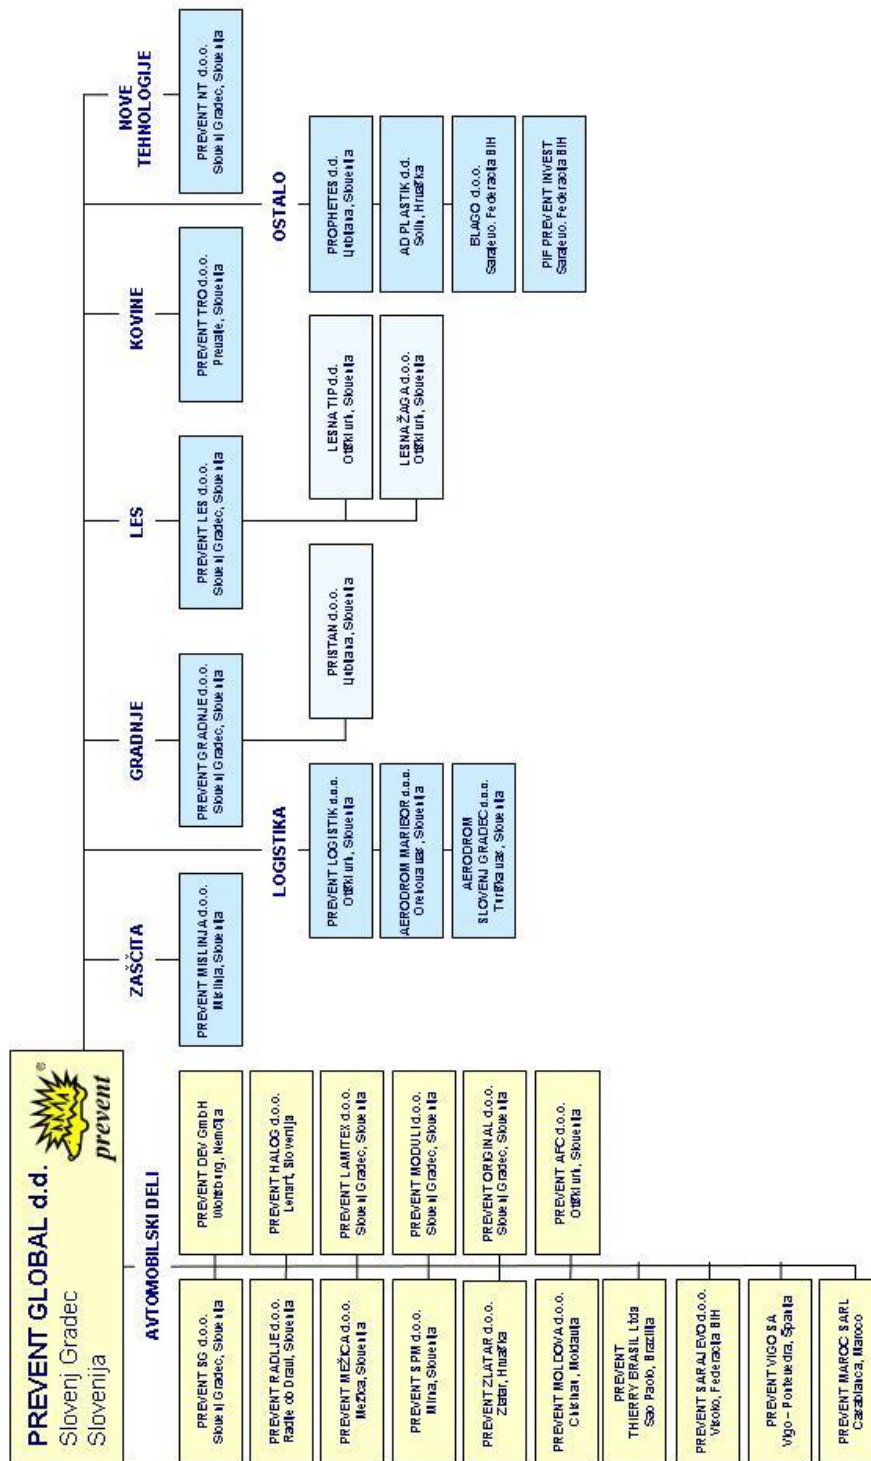 PREVENT GLOBAL d.d.
Slovenj Gradec
Slovenija
prevent
®
AVTOMOBILSKI DELI
PREVENT SG d.o.o.
Slovenj Gradec, Slovenija
PREVENT RADLJE d.o.o.
Radlje ob Dravi, Slovenija
PREVENT MEŽICA d.o.o.
Mežica, Slovenija
PREVENT SPM d.o.o.
Mirna, Slovenija
PREVENT ZLATAR d.o.o.
Zlatar, Hrvaška
PREVENT MOLDOVA d.o.o.
Chisinau, Moldavija
PREVENT
THIERRY BRASIL Ltda
Sao Paolo, Brazilija
PREVENT SARAJEVO d.o.o.
Visoko, Federacija BIH
PREVENT VIGO SA
Vigo – Pontevedra, Španija
PREVENT MAROC SARL
Casablanca, Maroco
PREVENT DEV GmbH
Wolfsburg, Nemčija
PREVENT HALOG d.o.o.
Lenart, Slovenija
PREVENT LAMITEX d.o.o.
Slovenj Gradec, Slovenija
PREVENT MODULI d.o.o.
Slovenj Gradec, Slovenija
PREVENT ORIGINAL d.o.o.
Slovenj Gradec, Slovenija
PREVENT AFC d.o.o.
Otiški vrh, Slovenija
ZAŠČITA
PREVENT MISLINJA d.o.o.
Mislinja, Slovenija
LOGISTIKA
PREVENT LOGISTIK d.o.o.
Otiški vrh, Slovenija
AERODROM MARIBOR d.o.o.
Orehova vas, Slovenija
AERODROM
SLOVENJ GRADEC d.o.o.
Turiška vas, Slovenija
GRADNJE
PREVENT GRADNJE d.o.o.
Slovenj Gradec, Slovenija
PRISTAN d.o.o.
Ljubljana, Slovenija
LES
PREVENT LES d.o.o.
Slovenj Gradec, Slovenija
LESNA TIP d.d.
Otiški vrh, Slovenija
LESNA ŽAGA d.o.o.
Otiški vrh, Slovenija
KOVINE
PREVENT TRO d.o.o.
Prevalje, Slovenija
OSTALO
PROPHETES d.d.
Ljubljana, Slovenija
AD PLASTIK d.d.
Solin, Hrvaška
BLAGO d.o.o.
Sarajevo, Federacija BIH
PIF PREVENT INVEST
Sarajevo, Federacija BIH
NOVE
TEHNOLOGIJE
PREVENT NT d.o.o.
Slovenj Gradec, Slovenija